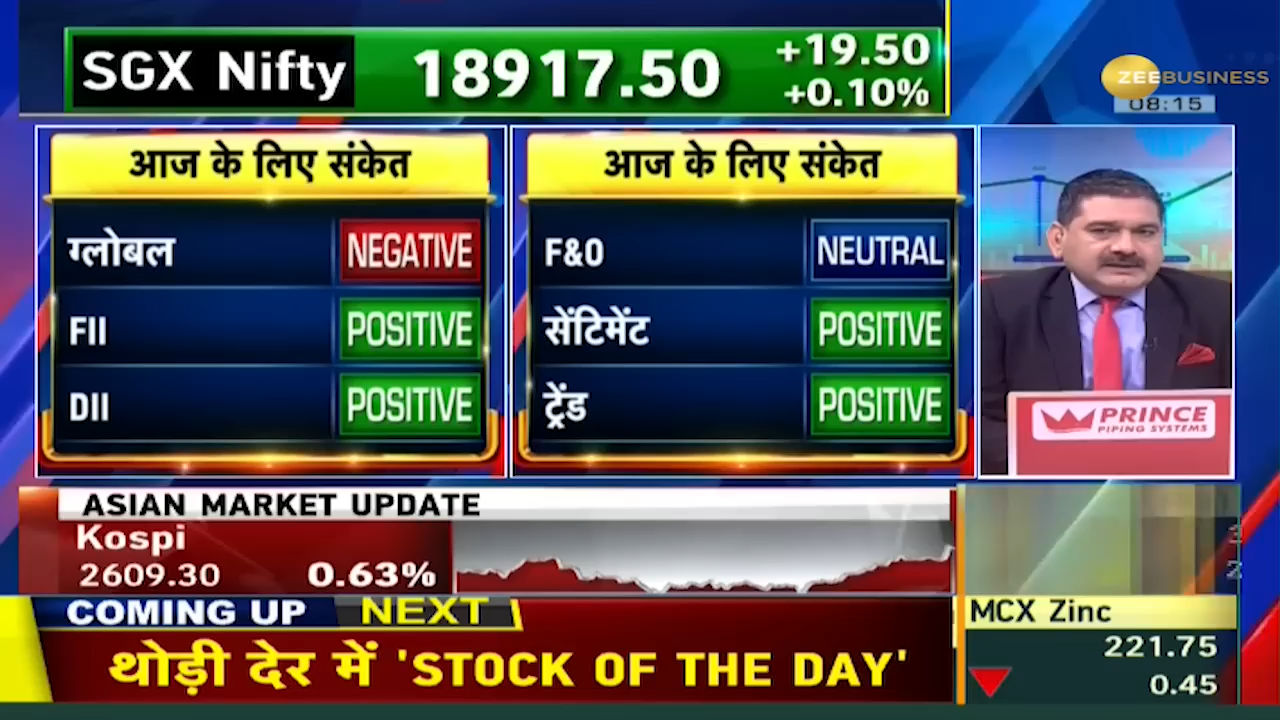 SGX Nifty 18917.50 +19.50
+0.10%
ZEEBUSINESS
08:15
आज के लिए संकेत
ग्लोबल NEGATIVE
FII POSITIVE
DII POSITIVE
आज के लिए संकेत
F&O NEUTRAL
सेंटिमेंट POSITIVE
ट्रेंड POSITIVE
PRINCE
PIPING SYSTEMS
ASIAN MARKET UPDATE
Kospi
2609.30 0.63%
COMING UP NEXT
थोड़ी देर में 'STOCK OF THE DAY'
MCX Zinc
221.75
0.45